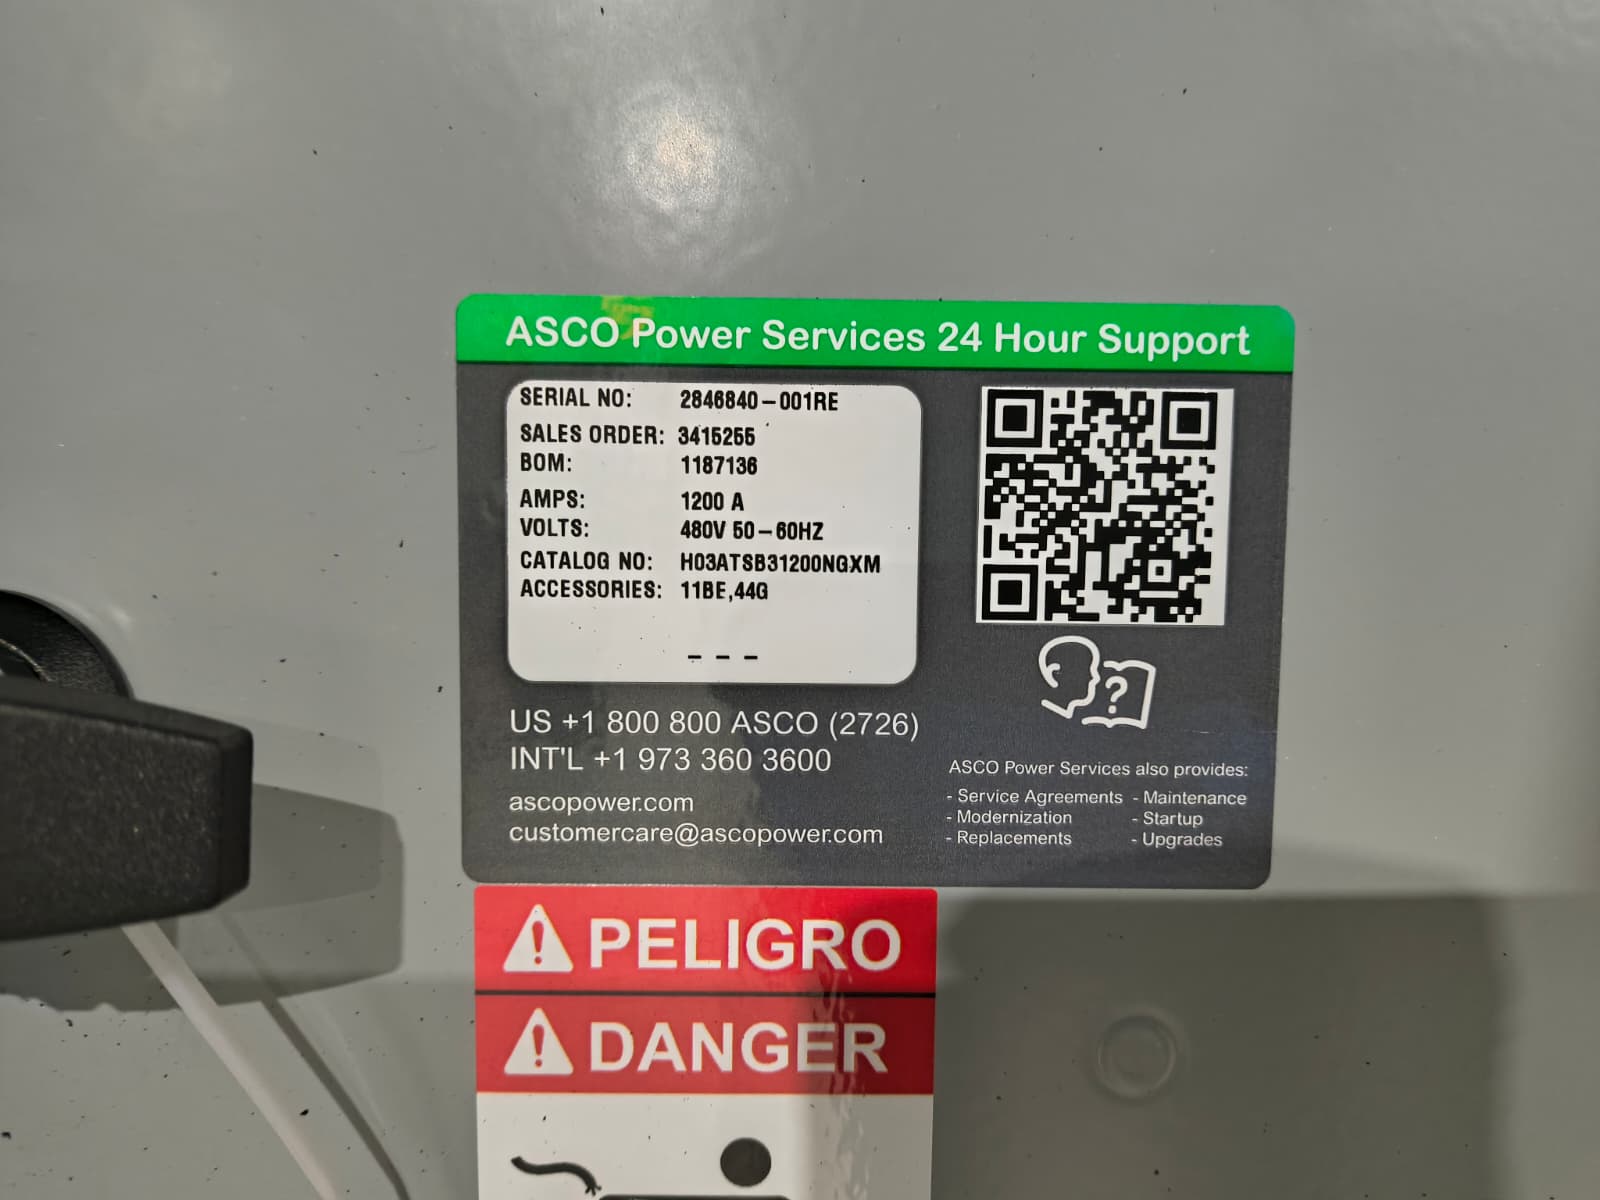 ASCO Power Services 24 Hour Support
SERIAL NO: 2846840-001RE
SALES ORDER: 3415255
BOM: 1187136
AMPS: 1200 A
VOLTS: 480V 50-60HZ
CATALOG NO: H03ATSB31200NGXM
ACCESSORIES: 11BE,44G
---
US +1 800 800 ASCO (2726)
INT'L +1 973 360 3600
ascopower.com
customercare@ascopower.com
?
ASCO Power Services also provides:
- Service Agreements - Maintenance
- Modernization - Startup
- Replacements - Upgrades
PELIGRO
DANGER